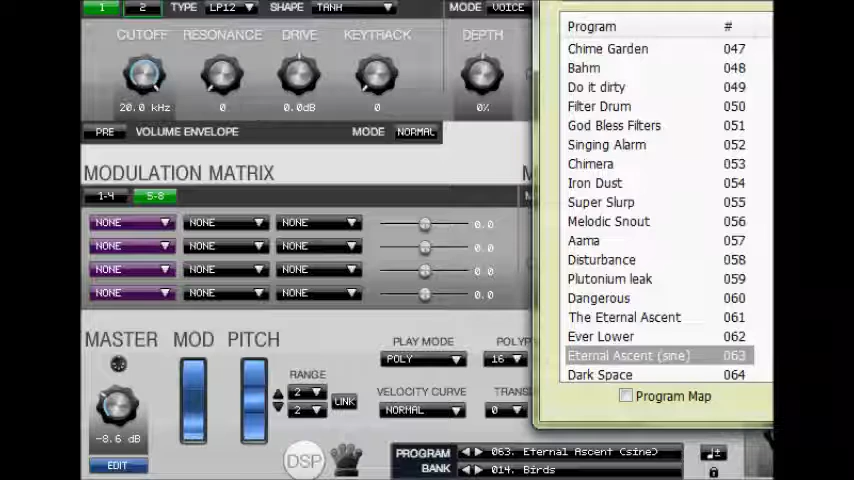 1 2 TYPE LP12 SHAPE TANH MODE VOICE
CUTOFF RESONANCE DRIVE KEYTRACK DEPTH
20.0 kHz 0 0.0dB 0 0%
PRE VOLUME ENVELOPE MODE NORMAL
MODULATION MATRIX
1-4 5-8
NONE NONE NONE 0.0
NONE NONE NONE 0.0
NONE NONE NONE 0.0
NONE NONE NONE 0.0
MASTER MOD PITCH
PLAY MODE
POLY 16
RANGE
2
2
LINK
VELOCITY CURVE
NORMAL 0
-8.6 dB
EDIT
DSP
PROGRAM 063. Eternal Ascent (sine)
BANK 014. Birds
Program #
Chime Garden 047
Bahm 048
Do it dirty 049
Filter Drum 050
God Bless Filters 051
Singing Alarm 052
Chimera 053
Iron Dust 054
Super Slurp 055
Melodic Snout 056
Aama 057
Disturbance 058
Plutonium leak 059
Dangerous 060
The Eternal Ascent 061
Ever Lower 062
Eternal Ascent (sine) 063
Dark Space 064
Program Map